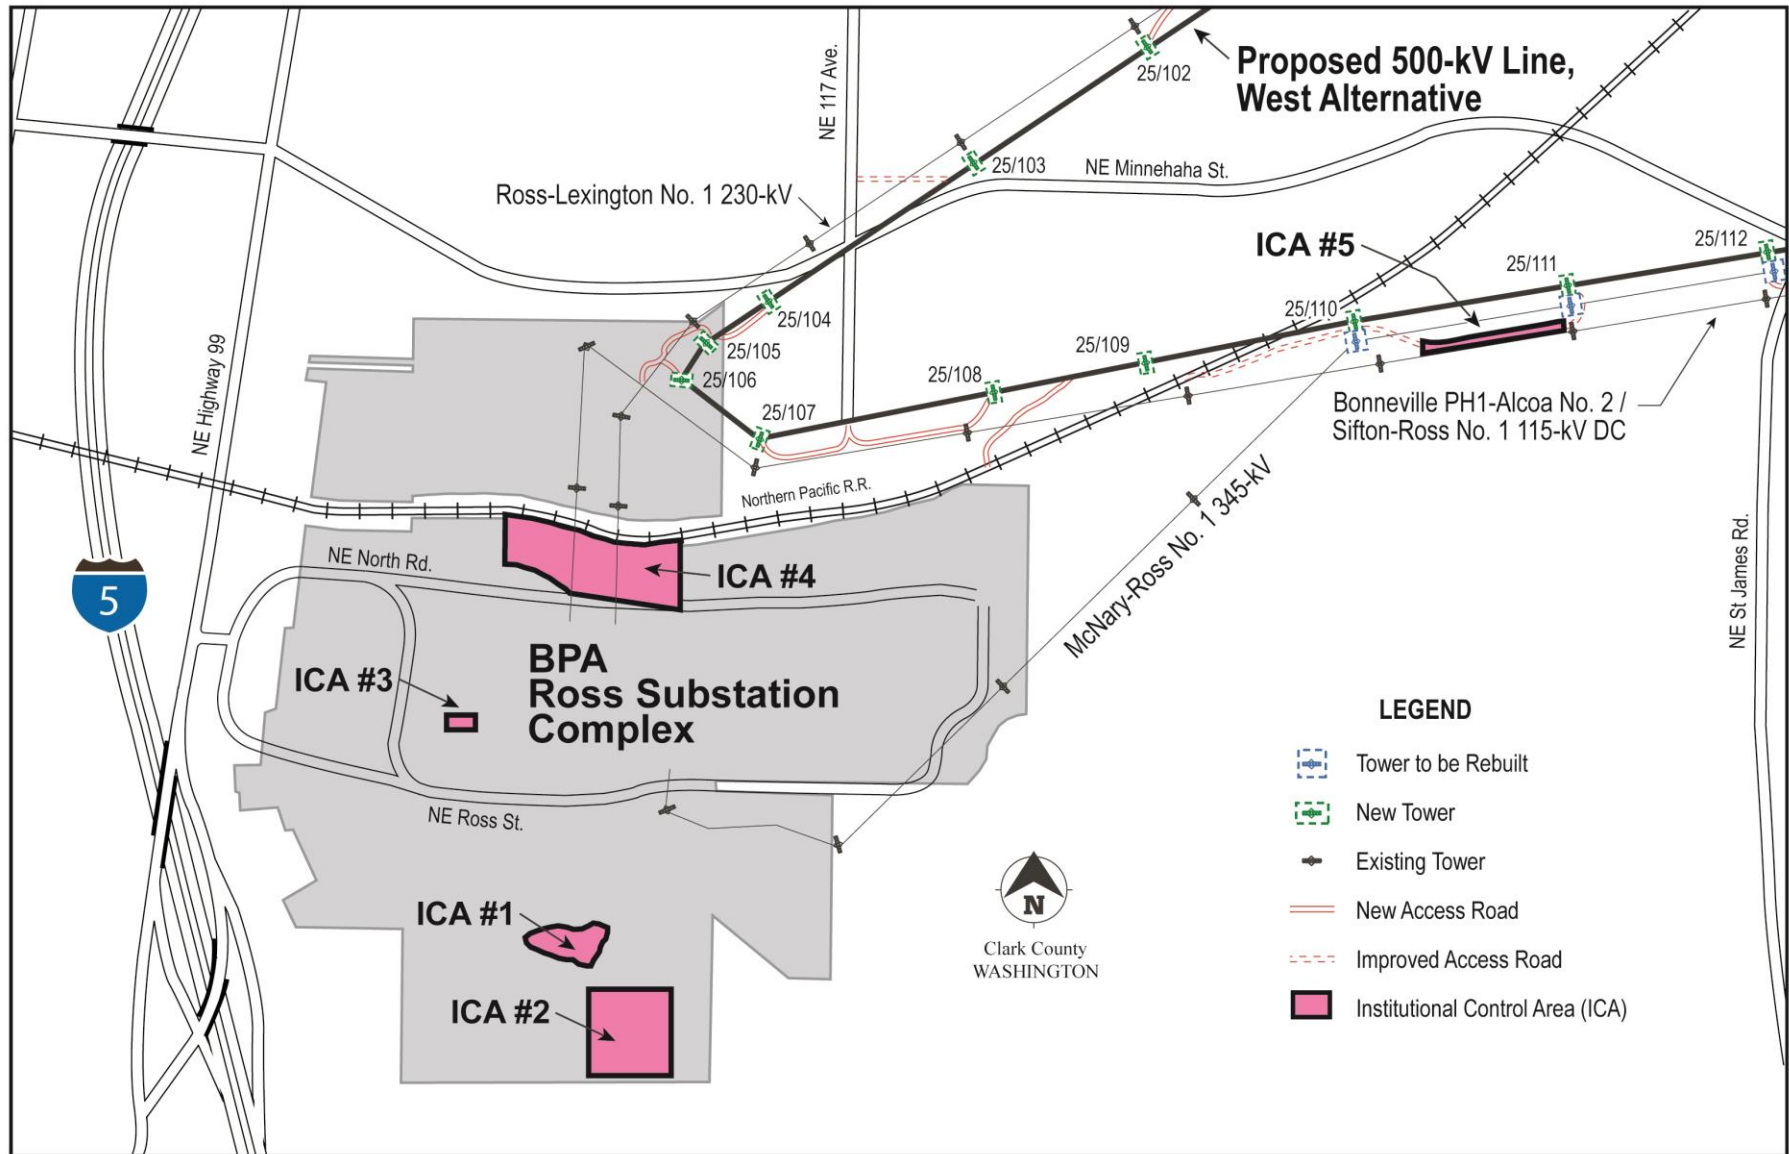 25/102
Proposed 500-kV Line,
West Alternative
NE 117 Ave.
25/103
NE Minnehaha St.
Ross-Lexington No. 1 230-kV
ICA #5
25/112
25/111
25/110
25/104
25/105
25/109
25/106
25/108
25/107
NE Highway 99
Bonneville PH1-Alcoa No. 2 /
Sifton-Ross No. 1 115-kV DC
Northern Pacific R.R.
McNary-Ross No. 1 345-kV
NE St James Rd.
NE North Rd.
ICA #4
5
ICA #3
BPA
Ross Substation
Complex
NE Ross St.
ICA #1
ICA #2
N
Clark County
WASHINGTON
LEGEND
Tower to be Rebuilt
New Tower
Existing Tower
New Access Road
Improved Access Road
Institutional Control Area (ICA)